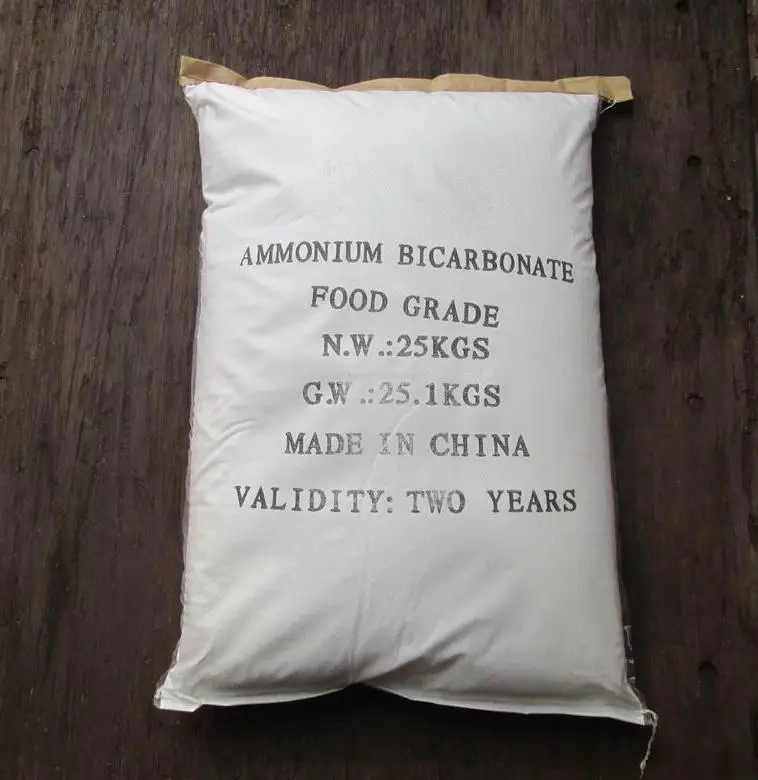 AMMONIUM BICARBONATE
FOOD GRADE
N.W.:25KGS
G.W.:25.1KGS
MADE IN CHINA
VALIDITY: TWO YEARS